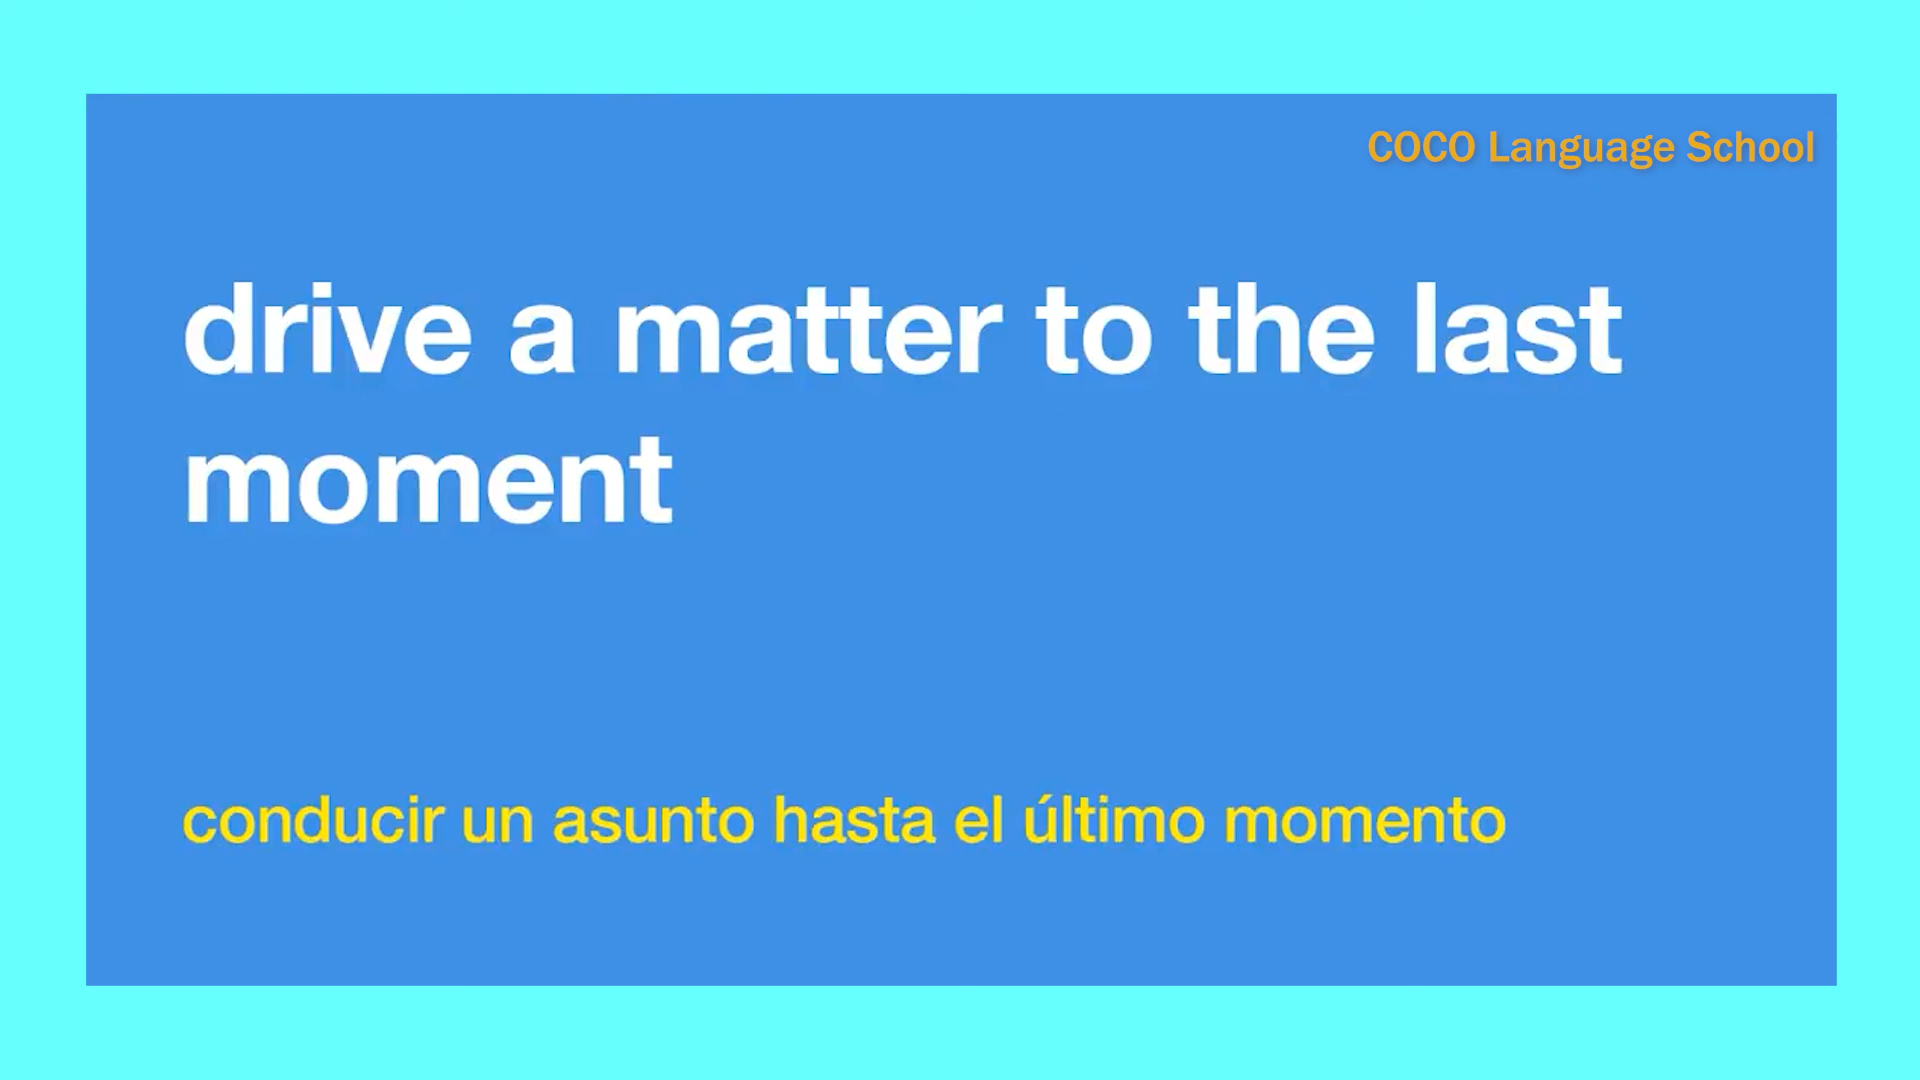 COCO Language School
drive a matter to the last
moment
conducir un asunto hasta el último momento